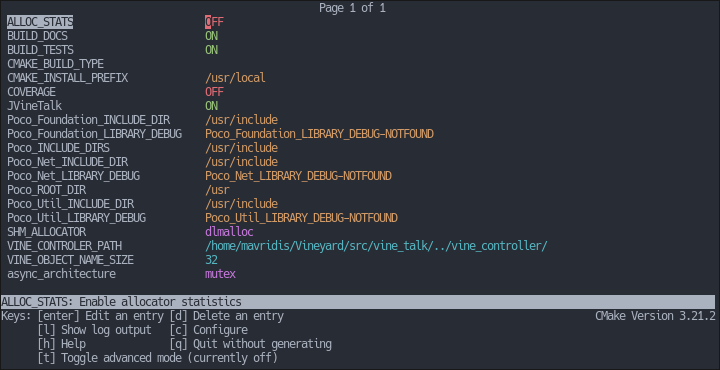 Page 1 of 1
ALLOC_STATS OFF
BUILD_DOCS ON
BUILD_TESTS ON
CMAKE_BUILD_TYPE
CMAKE_INSTALL_PREFIX /usr/local
COVERAGE OFF
JVineTalk ON
Poco_Foundation_INCLUDE_DIR /usr/include
Poco_Foundation_LIBRARY_DEBUG Poco_Foundation_LIBRARY_DEBUG-NOTFOUND
Poco_INCLUDE_DIRS /usr/include
Poco_Net_INCLUDE_DIR /usr/include
Poco_Net_LIBRARY_DEBUG Poco_Net_LIBRARY_DEBUG-NOTFOUND
Poco_ROOT_DIR /usr
Poco_Util_INCLUDE_DIR /usr/include
Poco_Util_LIBRARY_DEBUG Poco_Util_LIBRARY_DEBUG-NOTFOUND
SHM_ALLOCATOR dlmalloc
VINE_CONTROLER_PATH /home/mavridis/Vineyard/src/vine_talk/../vine_controller/
VINE_OBJECT_NAME_SIZE 32
async_architecture mutex
ALLOC_STATS: Enable allocator statistics
Keys: [enter] Edit an entry [d] Delete an entry CMake Version 3.21.2
[l] Show log output [c] Configure
[h] Help [q] Quit without generating
[t] Toggle advanced mode (currently off)